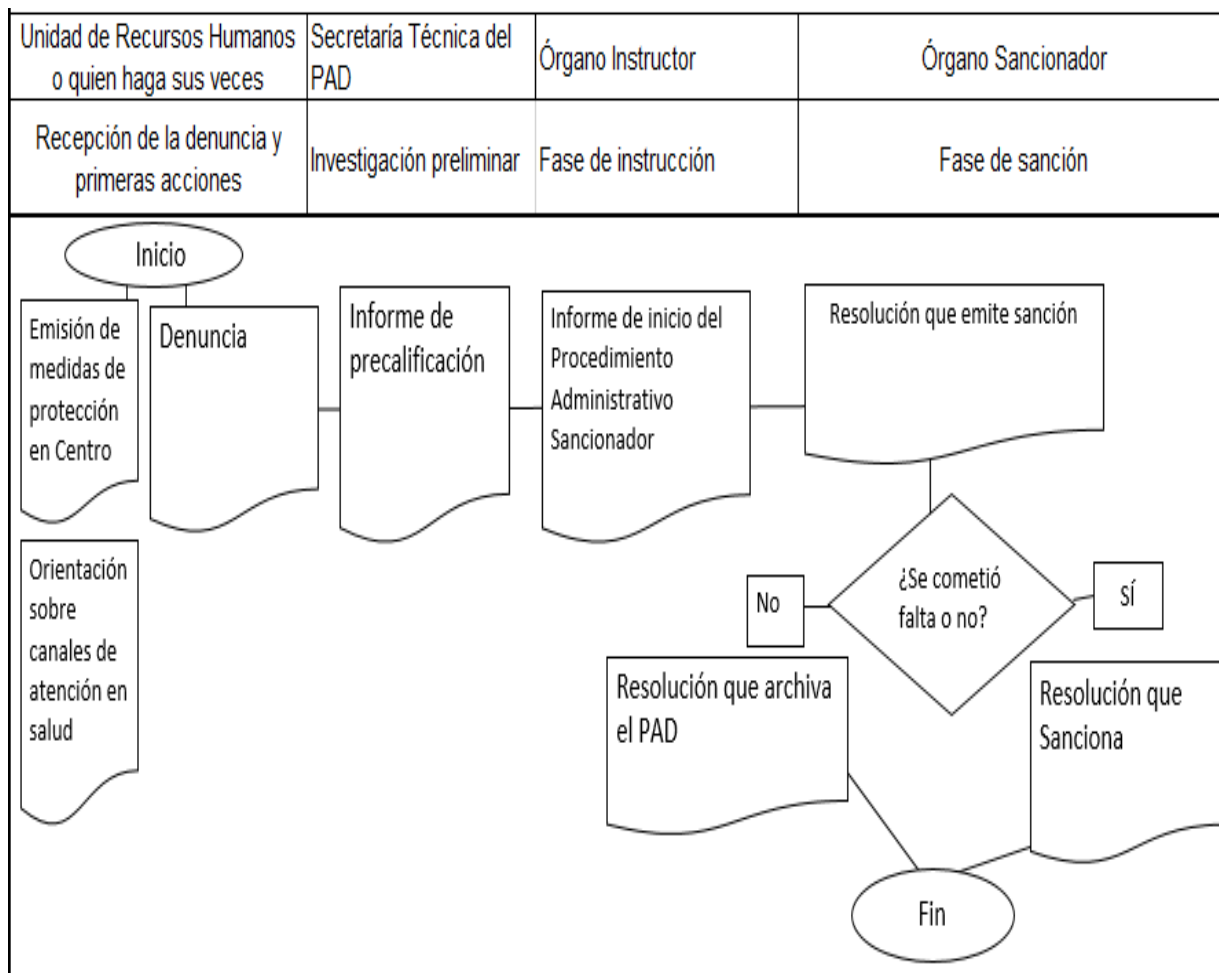 Unidad de Recursos Humanos
o quien haga sus veces
Secretaría Técnica del
PAD
Órgano Instructor
Órgano Sancionador
Recepción de la denuncia y
primeras acciones
Investigación preliminar
Fase de instrucción
Fase de sanción
Inicio
Emisión de
medidas de
protección
en Centro
Denuncia
Informe de
precalificación
Informe de inicio del
Procedimiento
Administrativo
Sancionador
Resolución que emite sanción
Orientación
sobre
canales de
atención en
salud
¿Se cometió
falta o no?
No
SÍ
Resolución que archiva
el PAD
Resolución que
Sanciona
Fin